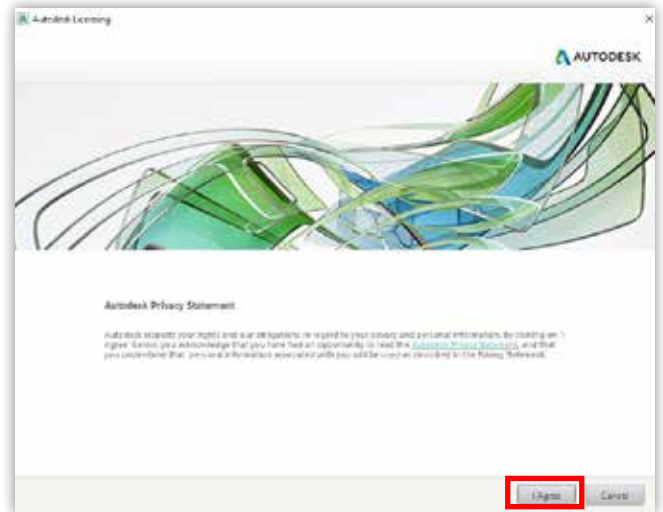 Autodesk Licensing
AUTODESK
Autodesk Privacy Statement
Autodesk respects your rights and our obligations in regard to your privacy and personal information. By clicking on 'I
Agree' below, you acknowledge that you have had an opportunity to read the Autodesk Privacy Statement, and that
you understand that personal information associated with you will be used as described in the Privacy Statement.
I Agree
Cancel